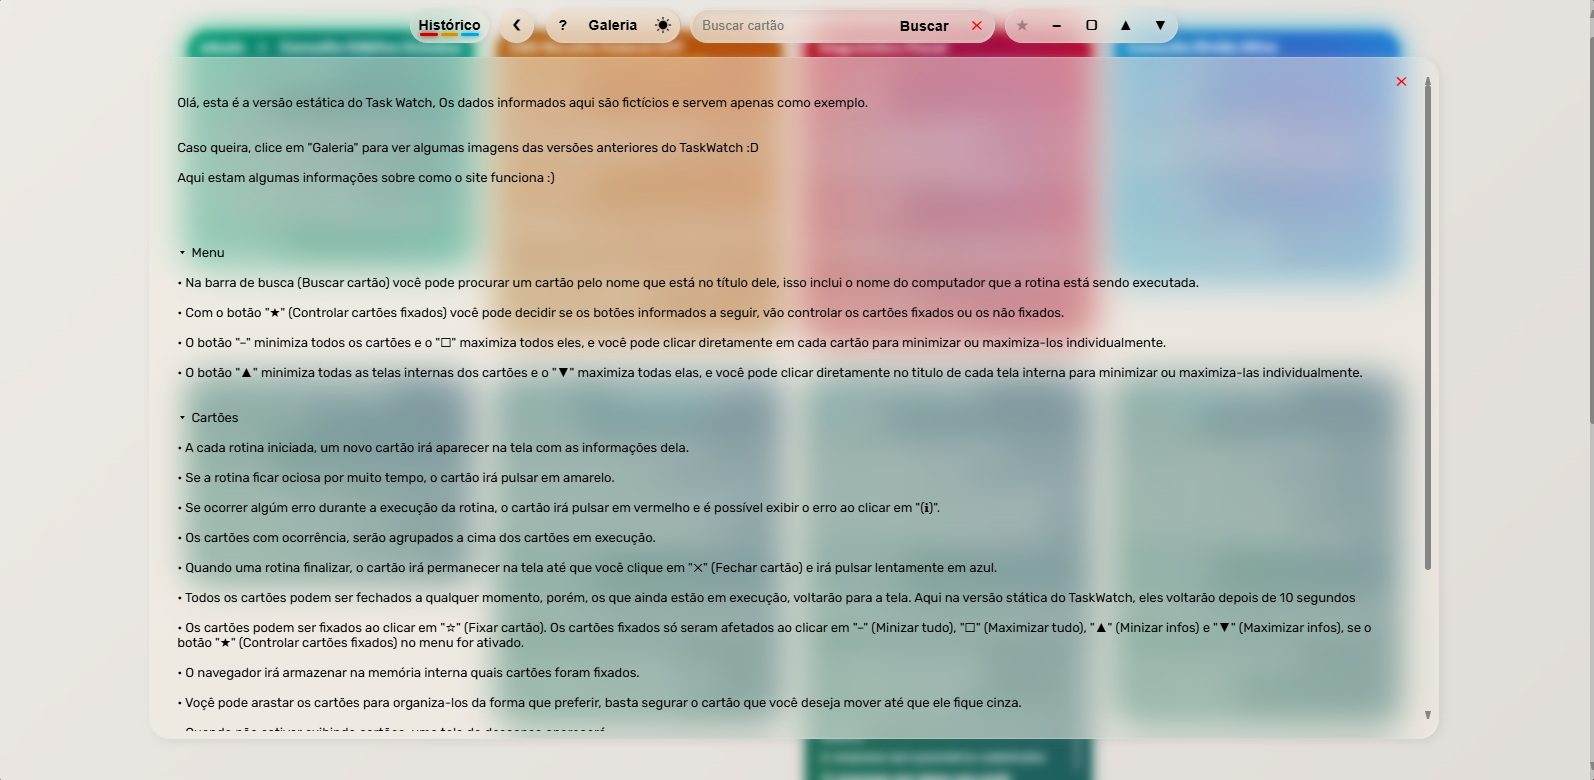 Histórico
❮
?
Galeria
Buscar cartão
Buscar
✕
★
–
☐
▲
▼
✕
Olá, esta é a versão estática do Task Watch, Os dados informados aqui são fictícios e servem apenas como exemplo.
Caso queira, clice em "Galeria" para ver algumas imagens das versões anteriores do TaskWatch :D
Aqui estam algumas informações sobre como o site funciona :)
▾ Menu
• Na barra de busca (Buscar cartão) você pode procurar um cartão pelo nome que está no título dele, isso inclui o nome do computador que a rotina está sendo executada.
• Com o botão "★" (Controlar cartões fixados) você pode decidir se os botões informados a seguir, vão controlar os cartões fixados ou os não fixados.
• O botão "–" minimiza todos os cartões e o "☐" maximiza todos eles, e você pode clicar diretamente em cada cartão para minimizar ou maximiza-los individualmente.
• O botão "▲" minimiza todas as telas internas dos cartões e o "▼" maximiza todas elas, e você pode clicar diretamente no titulo de cada tela interna para minimizar ou maximiza-las individualmente.
▾ Cartões
• A cada rotina iniciada, um novo cartão irá aparecer na tela com as informações dela.
• Se a rotina ficar ociosa por muito tempo, o cartão irá pulsar em amarelo.
• Se ocorrer algúm erro durante a execução da rotina, o cartão irá pulsar em vermelho e é possível exibir o erro ao clicar em "(ℹ)".
• Os cartões com ocorrência, serão agrupados a cima dos cartões em execução.
• Quando uma rotina finalizar, o cartão irá permanecer na tela até que você clique em "✕" (Fechar cartão) e irá pulsar lentamente em azul.
• Todos os cartões podem ser fechados a qualquer momento, porém, os que ainda estão em execução, voltarão para a tela. Aqui na versão stática do TaskWatch, eles voltarão depois de 10 segundos
• Os cartões podem ser fixados ao clicar em "☆" (Fixar cartão). Os cartões fixados só seram afetados ao clicar em "–" (Minizar tudo), "☐" (Maximizar tudo), "▲" (Minizar infos) e "▼" (Maximizar infos), se o
botão "★" (Controlar cartões fixados) no menu for ativado.
• O navegador irá armazenar na memória interna quais cartões foram fixados.
• Voçê pode arastar os cartões para organiza-los da forma que preferir, basta segurar o cartão que você deseja mover até que ele fique cinza.